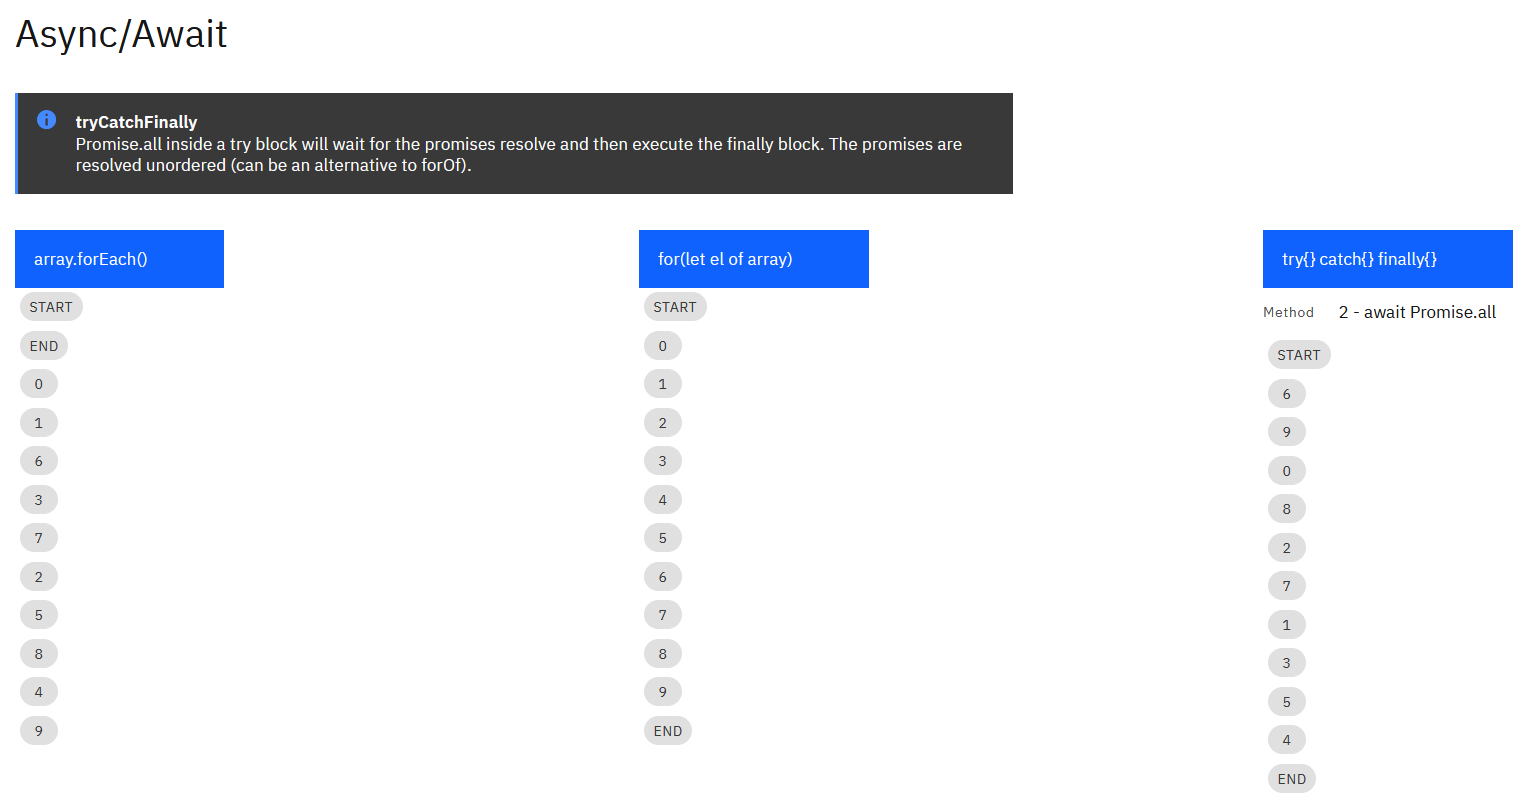 Async/Await
tryCatchFinally
Promise.all inside a try block will wait for the promises resolve and then execute the finally block. The promises are
resolved unordered (can be an alternative to forOf).
array.forEach()
START
END
0
1
6
3
7
2
5
8
4
9
for(let el of array)
START
0
1
2
3
4
5
6
7
8
9
END
try{} catch{} finally{}
Method 2 - await Promise.all
START
6
9
0
8
2
7
1
3
5
4
END